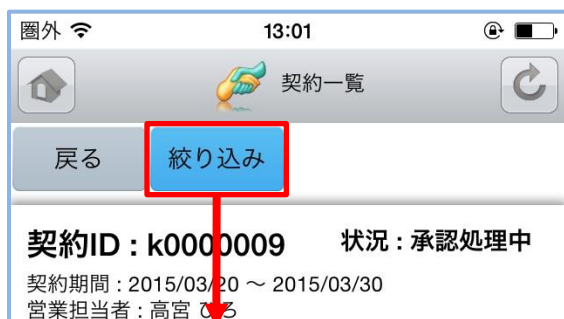 圏外 13:01
契約一覧
戻る 絞り込み
契約ID : k0000009 状況 : 承認処理中
契約期間 : 2015/03/20 ～ 2015/03/30
営業担当者 : 高宮 ひろ